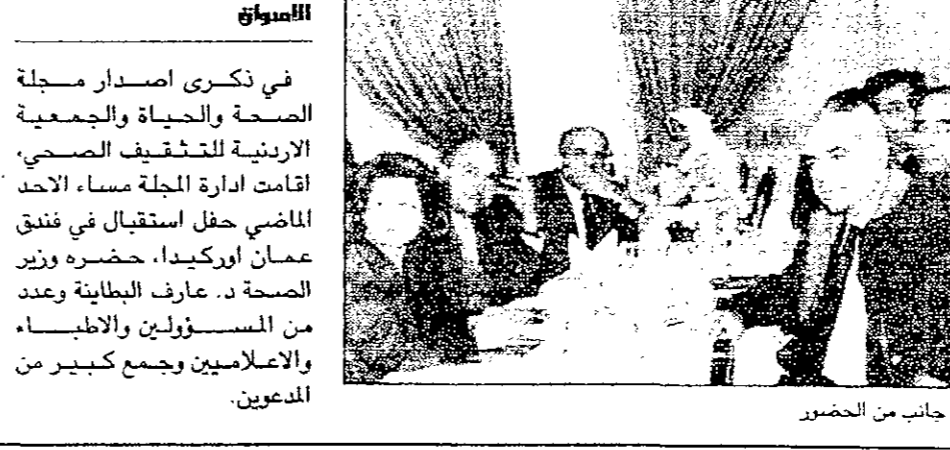 الاسواق
في ذكرى اصدار مجلة
الصحة والحياة والجمعية
الاردنية للتثقيف الصحي،
اقامت ادارة المجلة مساء الاحد
الماضي حفل استقبال في فندق
عمان اوركيدا، حضره وزير
الصحة د. عارف البطاينة وعدد
من المسؤولين والاطباء
والاعلاميين وجمع كبير من
المدعوين.
جانب من الحضور